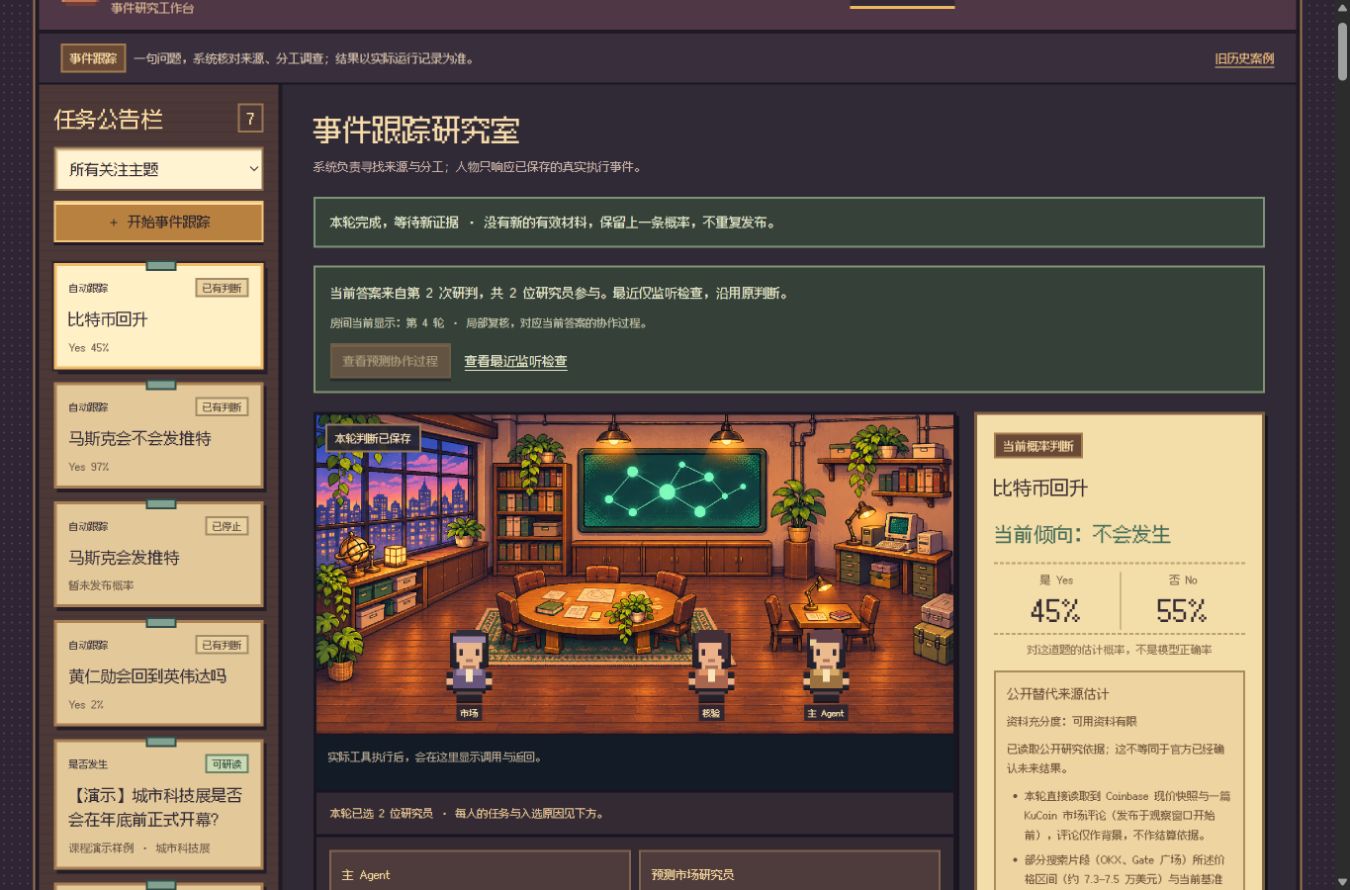 事件研究工作台
事件跟踪
一句问题，系统核对来源、分工调查；结果以实际运行记录为准。
旧历史案例
任务公告栏
7
所有关注主题
+ 开始事件跟踪
自动跟踪
已有判断
比特币回升
Yes 45%
自动跟踪
已有判断
马斯克会不会发推特
Yes 97%
自动跟踪
已停止
马斯克会发推特
暂未发布概率
自动跟踪
已有判断
黄仁勋会回到英伟达吗
Yes 2%
是否发生
可研读
【演示】城市科技展是否
会在年底前正式开幕？
课程演示样例 · 城市科技展
事件跟踪研究室
系统负责寻找来源与分工；人物只响应已保存的真实执行事件。
本轮完成，等待新证据 · 没有新的有效材料，保留上一条概率，不重复发布。
当前答案来自第 2 次研判，共 2 位研究员参与。最近仅监听检查，沿用原判断。
房间当前显示：第 4 轮 · 局部复核，对应当前答案的协作过程。
查看预测协作过程
查看最近监听检查
本轮判断已保存
市场
核验
主 Agent
实际工具执行后，会在这里显示调用与返回。
本轮已选 2 位研究员 · 每人的任务与入选原因见下方。
主 Agent
预测市场研究员
当前概率判断
比特币回升
当前倾向：不会发生
是 Yes
否 No
45%
55%
对这道题的估计概率，不是模型正确率
公开替代来源估计
资料充分度：可用资料有限
已读取公开研究依据；这不等同于官方已经确
认未来结果。
• 本轮直接读取到 Coinbase 现价快照与一篇
KuCoin 市场评论（发布于观察窗口开始
前），评论仅作背景，不作结算依据。
• 部分搜索片段（OKX、Gate 广场）所述价
格区间（约 7.3–7.5 万美元）与当前基准